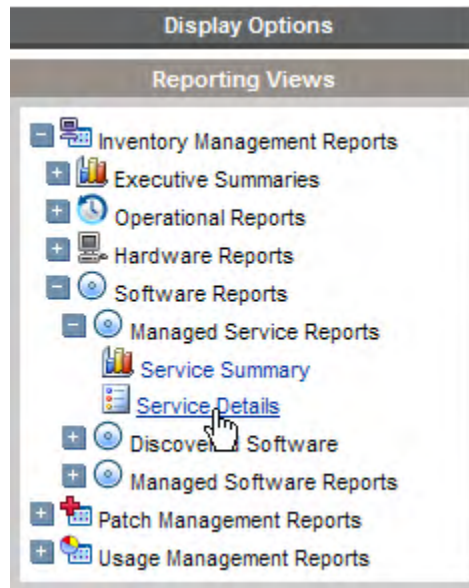 Display Options
Reporting Views
Inventory Management Reports
Executive Summaries
Operational Reports
Hardware Reports
Software Reports
Managed Service Reports
Service Summary
Service Details
Software
Managed Software Reports
Patch Management Reports
Usage Management Reports